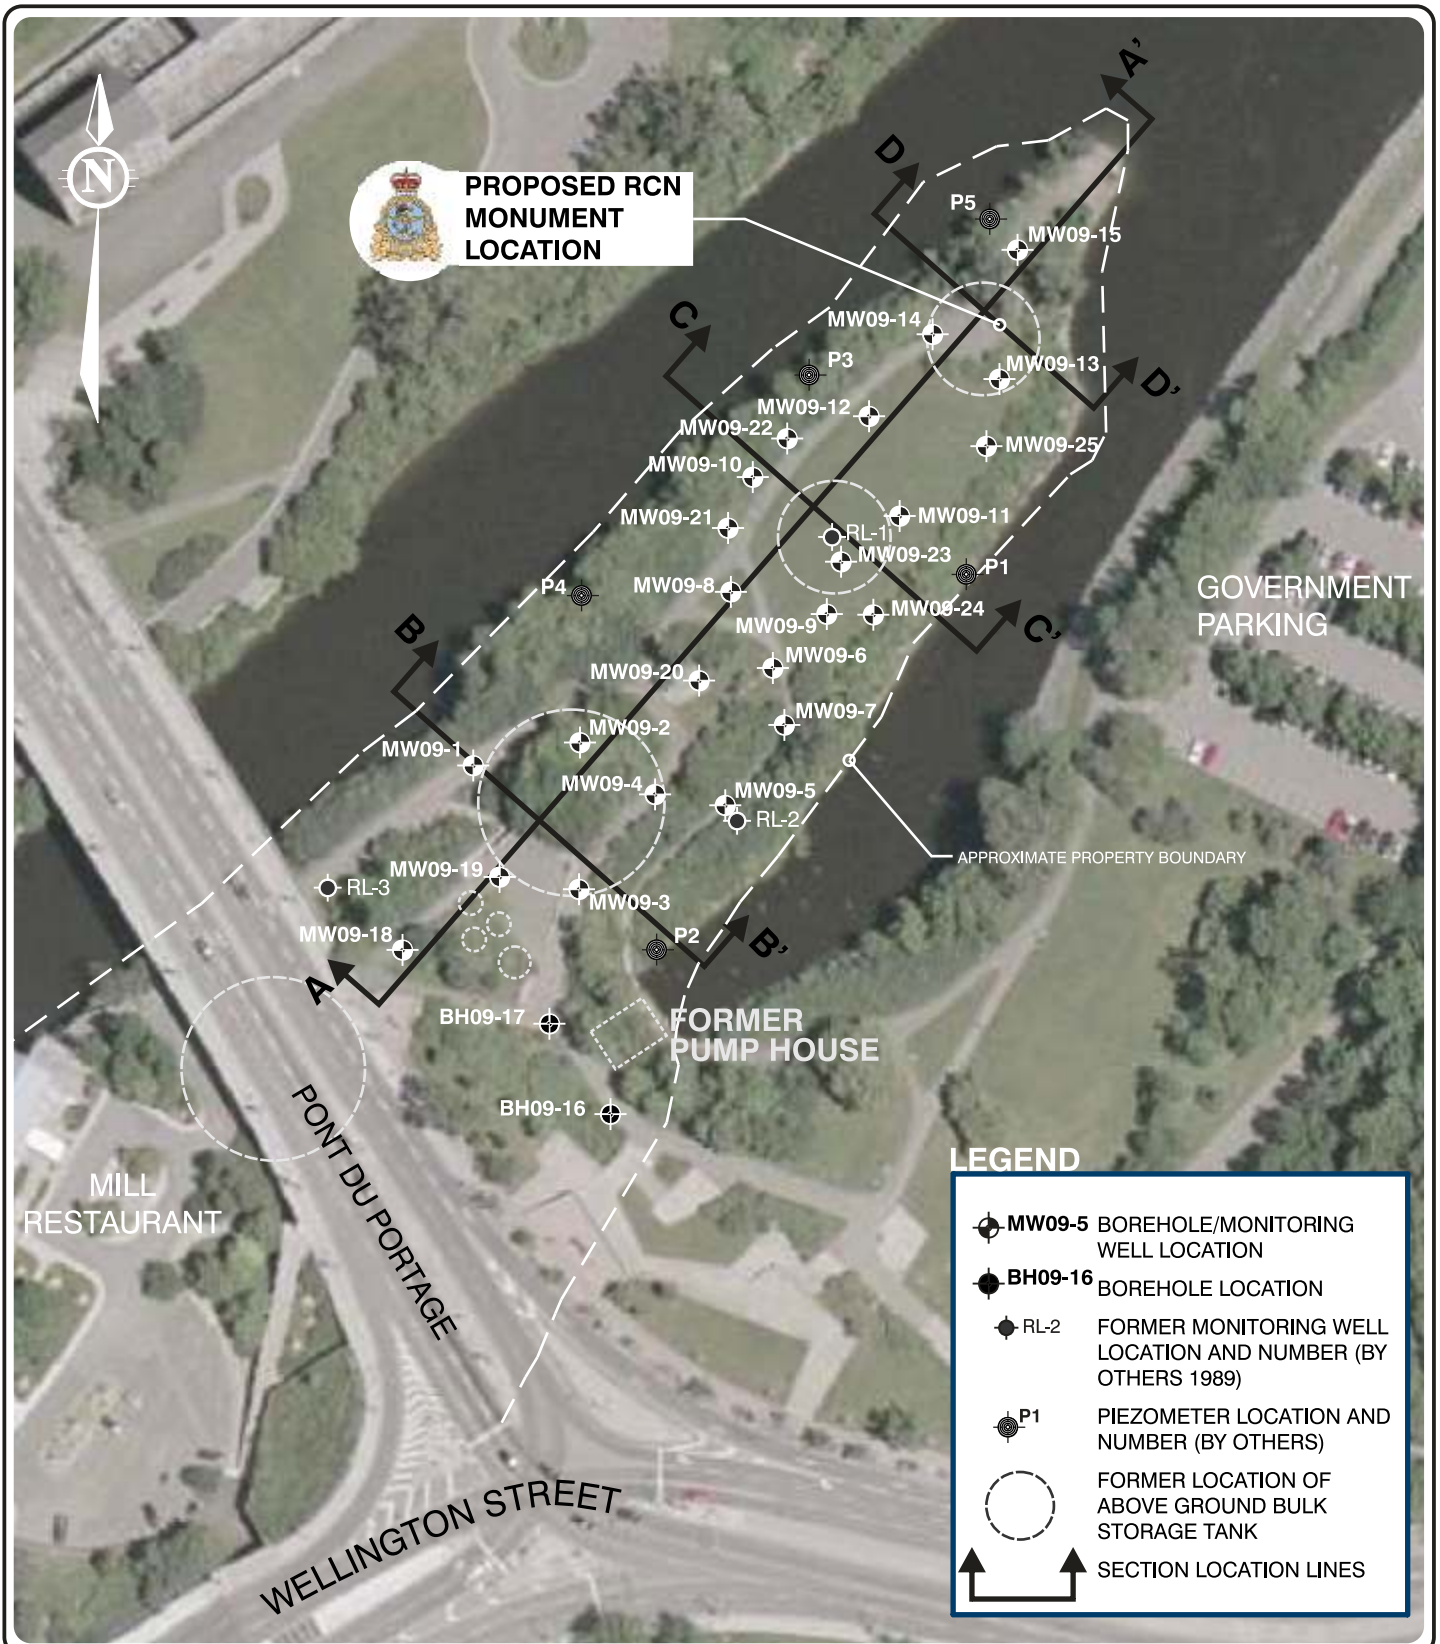 A'
D
N
PROPOSED RCN
MONUMENT
LOCATION
P5
MW09-15
C
MW09-14
P3
MW09-13
D'
MW09-12
MW09-22
MW09-25
MW09-10
MW09-21
MW09-11
RL-1
MW09-23
P1
P4
MW09-8
GOVERNMENT
PARKING
B
MW09-9
MW09-24
C'
MW09-6
MW09-20
MW09-7
MW09-2
MW09-1
MW09-4
MW09-5
RL-2
APPROXIMATE PROPERTY BOUNDARY
MW09-19
RL-3
MW09-3
MW09-18
P2
B'
A
BH09-17
FORMER
PUMP HOUSE
BH09-16
PONT DU PORTAGE
MILL
RESTAURANT
WELLINGTON STREET
LEGEND
MW09-5 BOREHOLE/MONITORING
WELL LOCATION
BH09-16 BOREHOLE LOCATION
RL-2 FORMER MONITORING WELL
LOCATION AND NUMBER (BY
OTHERS 1989)
P1 PIEZOMETER LOCATION AND
NUMBER (BY OTHERS)
FORMER LOCATION OF
ABOVE GROUND BULK
STORAGE TANK
SECTION LOCATION LINES